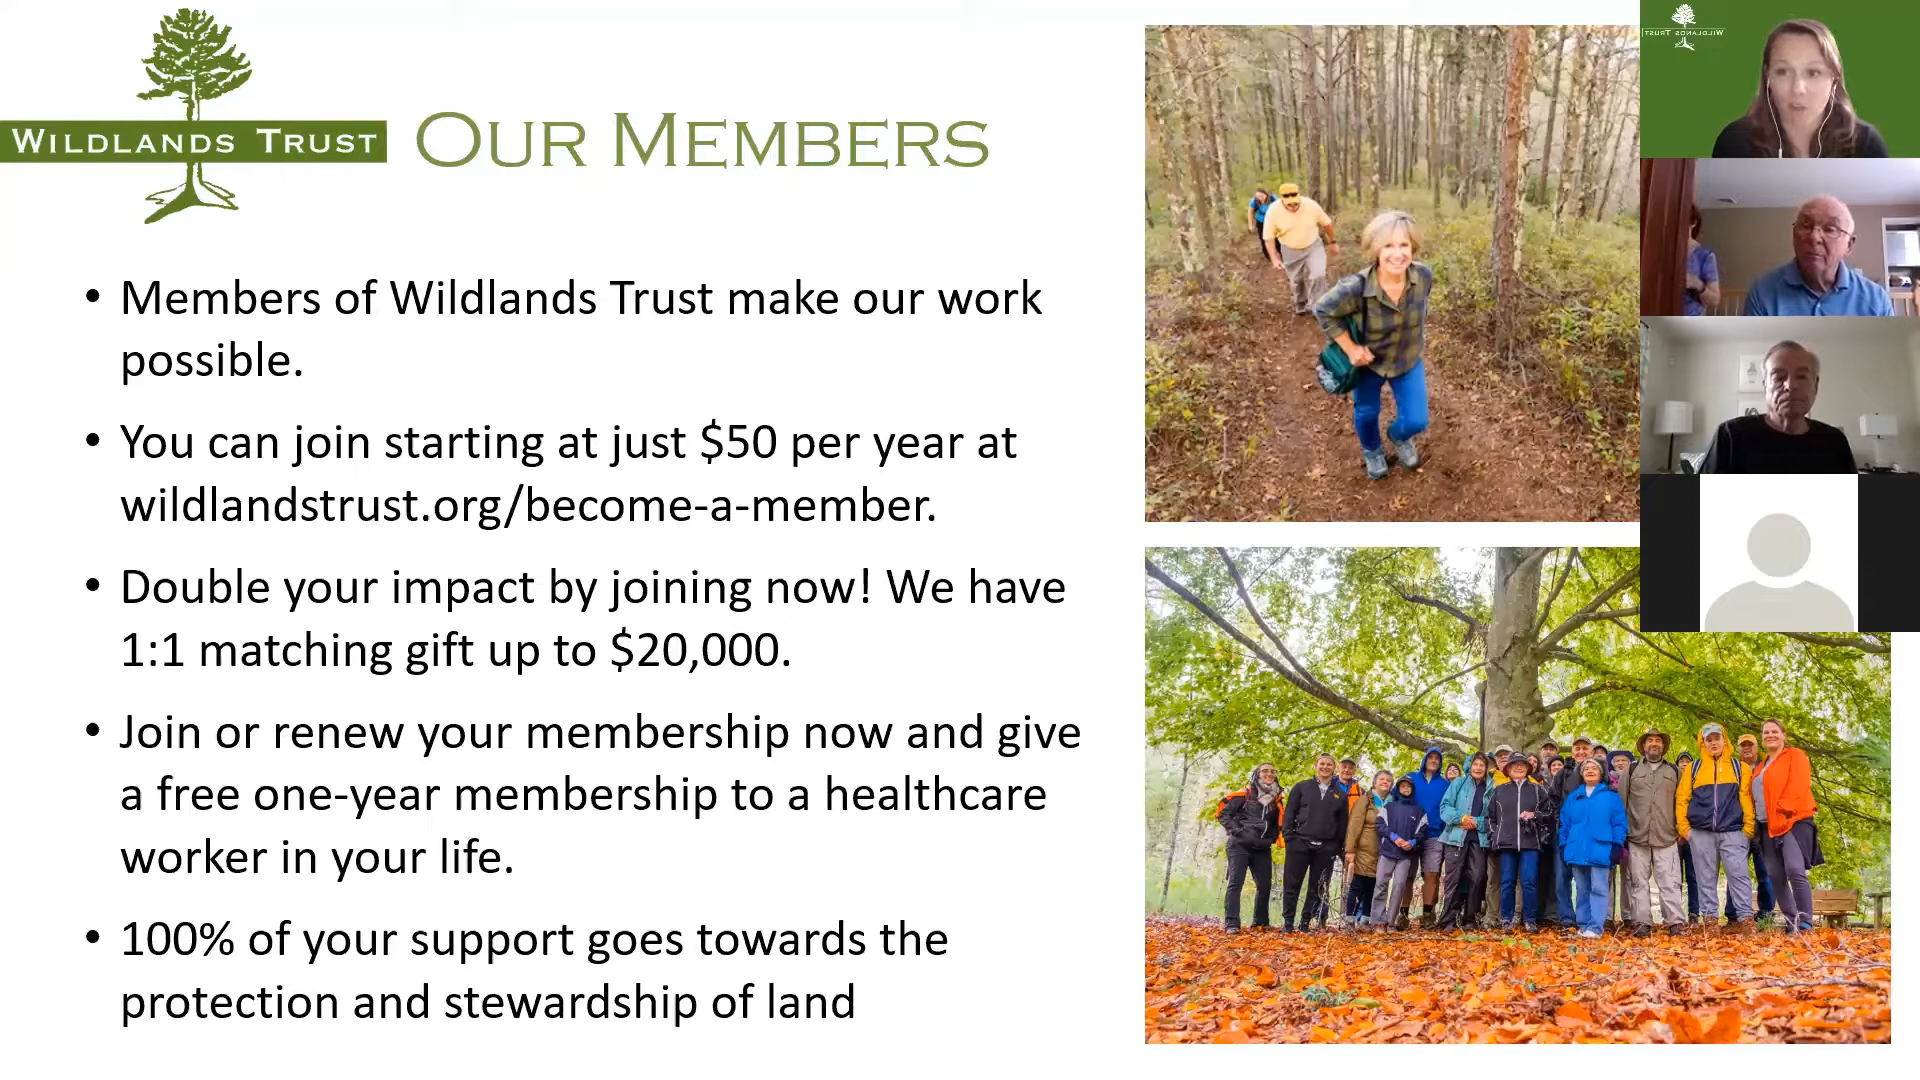 WILDLANDS TRUST
OUR MEMBERS
• Members of Wildlands Trust make our work
possible.
• You can join starting at just $50 per year at
wildlandstrust.org/become-a-member.
• Double your impact by joining now! We have
1:1 matching gift up to $20,000.
• Join or renew your membership now and give
a free one-year membership to a healthcare
worker in your life.
• 100% of your support goes towards the
protection and stewardship of land
WILDLANDS TRUST